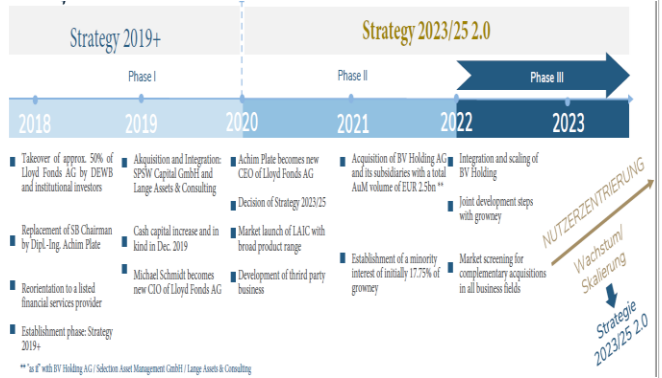 Strategy 2019+
Strategy 2023/25 2.0
Phase I
Phase II
Phase III
2018
2019
2020
2021
2022
2023
Takeover of approx. 50% of
Lloyd Fonds AG by DEWB
and institutional investors
Replacement of SB Chairman
by Dipl.-Ing. Achim Plate
Reorientation to a listed
financial services provider
Establishment phase: Strategy
2019+
Akquisition and Integration:
SPSW Capital GmbH and
Lange Assets & Consulting
Cash capital increase and in
kind in Dec. 2019
Michael Schmidt becomes
new CIO of Lloyd Fonds AG
Achim Plate becomes new
CEO of Lloyd Fonds AG
Decision of Strategy 2023/25
Market launch of LAIC with
broad product range
Development of thrird party
business
Acquisition of BV Holding AG
and its subsidiaries with a total
AuM volume of EUR 2.5bn **
Establishment of a minority
interest of initially 17.75% of
growney
Integration and scaling of
BV Holding
Joint development steps
with growney
Market screening for
complementary acquisitions
in all business fields
NUTZERZENTRIERUNG
Wachstum/
Skalierung
Strategie
2023/25 2.0
** "as if" with BV Holding AG / Selection Asset Management GmbH / Lange Assets & Consulting